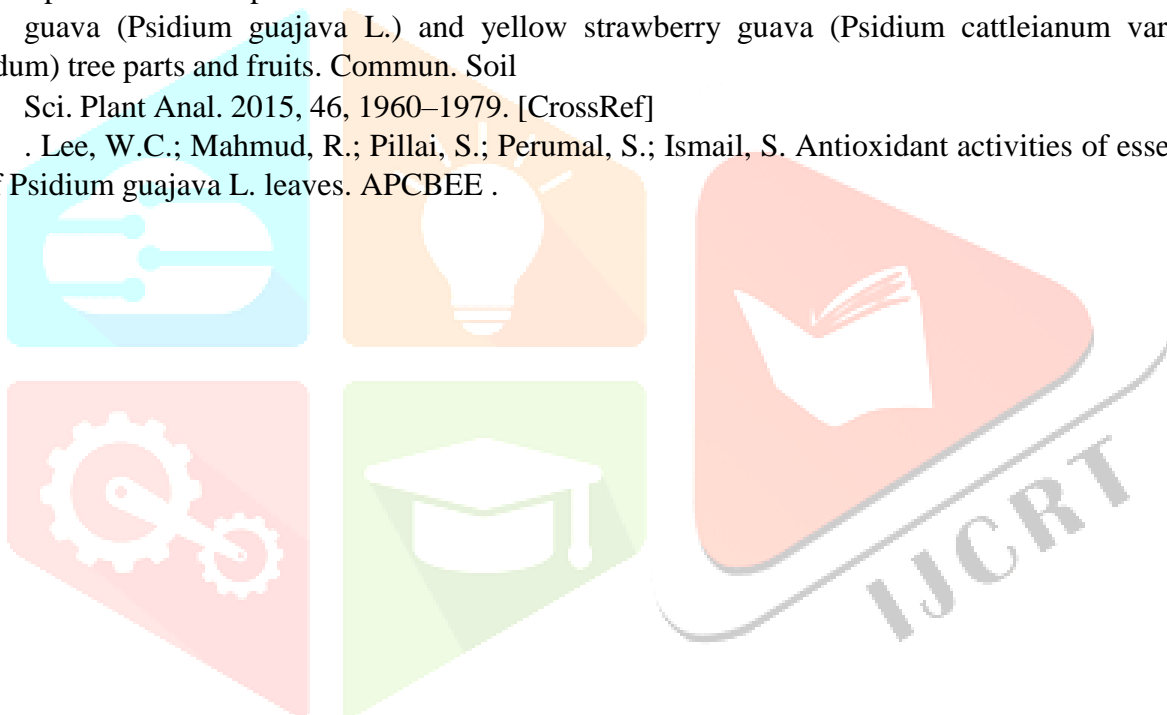 guava (Psidium guajava L.) and yellow strawberry guava (Psidium cattleianum var
dum) tree parts and fruits. Commun. Soil
Sci. Plant Anal. 2015, 46, 1960–1979. [CrossRef]
. Lee, W.C.; Mahmud, R.; Pillai, S.; Perumal, S.; Ismail, S. Antioxidant activities of esse
Psidium guajava L. leaves. APCBEE .
IJCRT